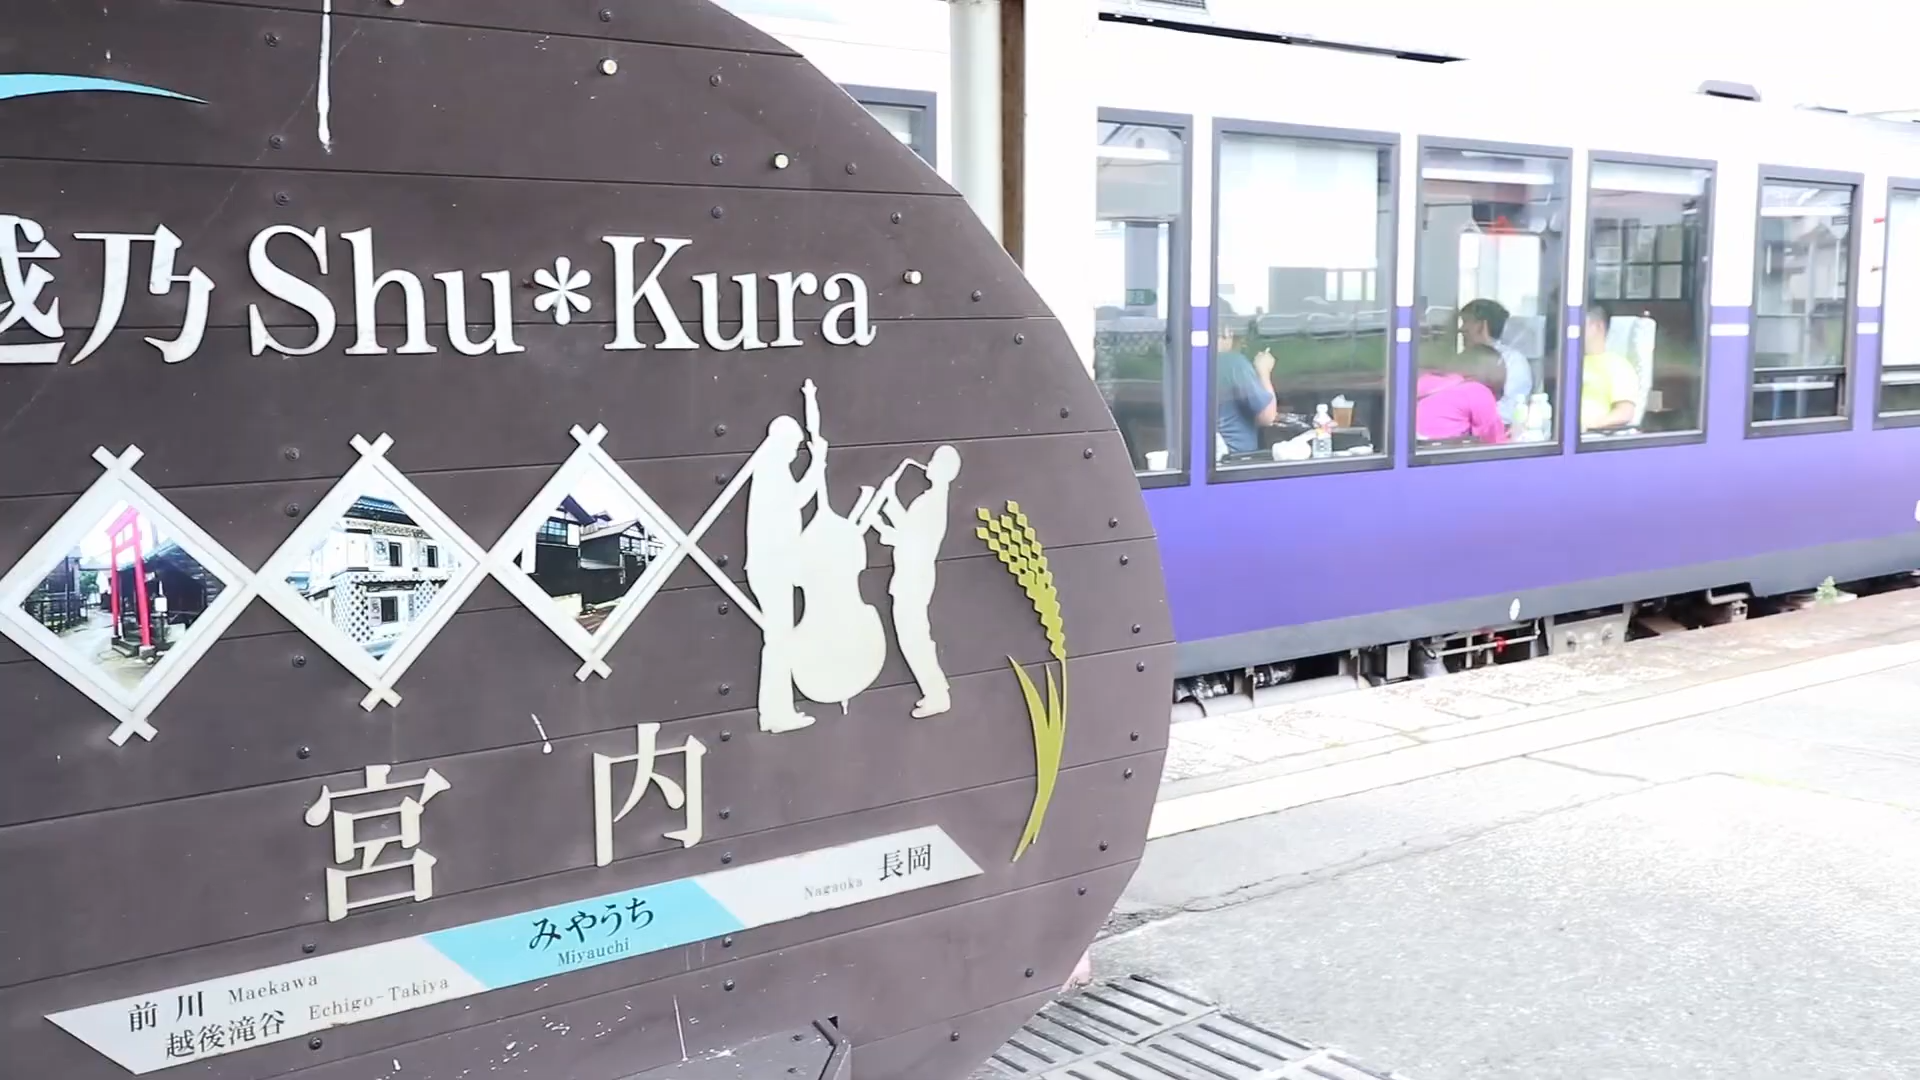 越乃Shu*Kura
宮内
みやうち
Miyauchi
Nagaoka 長岡
前川 Maekawa
越後滝谷 Echigo-Takiya